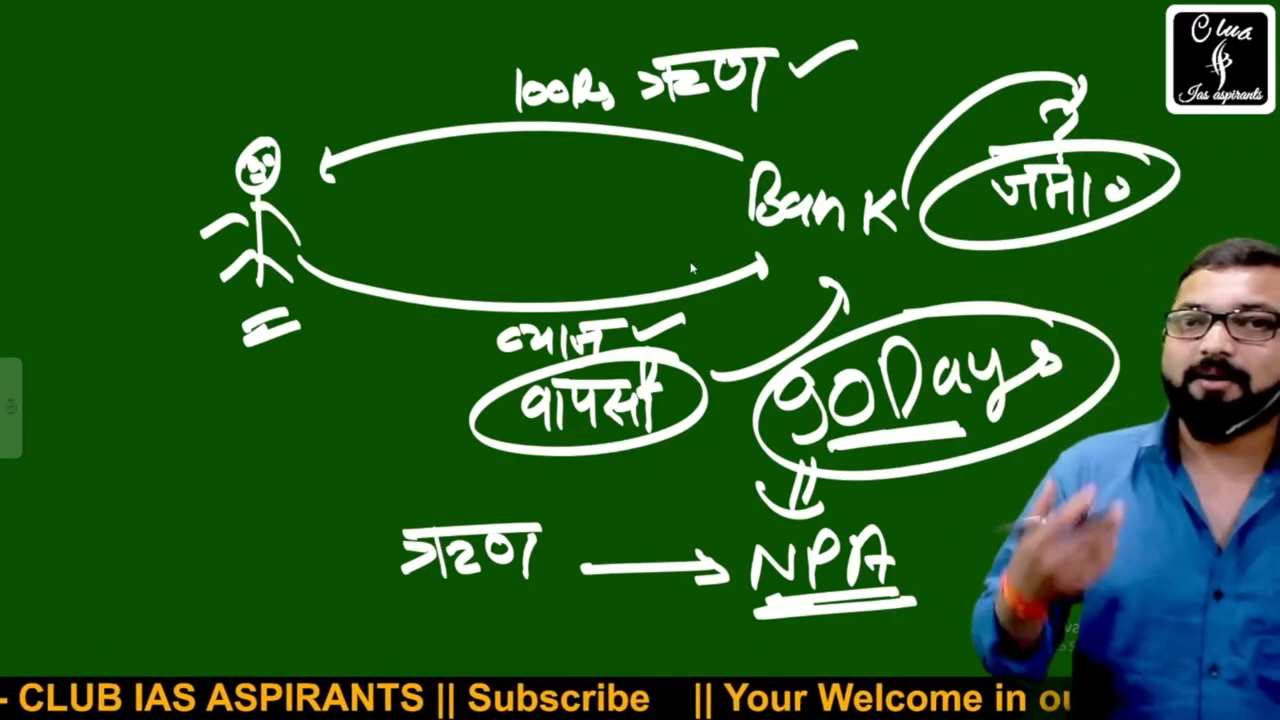 Club
Ias aspirants
100Rs ऋण
Bank
जमा
ब्याज
वापसी
90Days
ऋण
NPA
- CLUB IAS ASPIRANTS || Subscribe || Your Welcome in ou